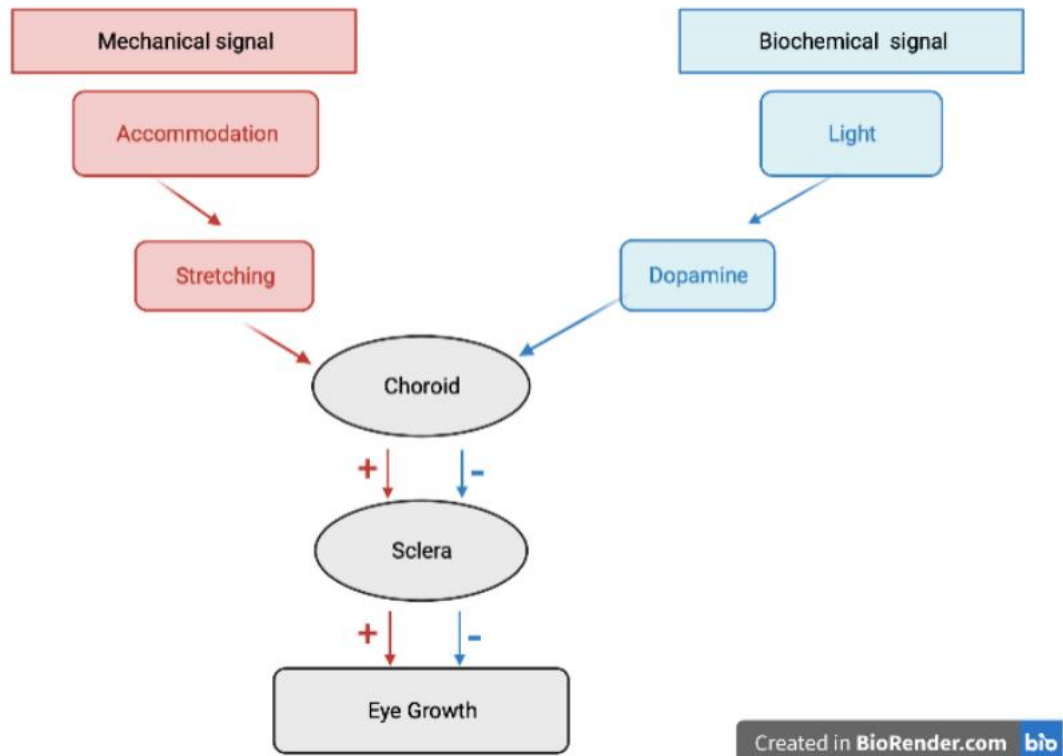 Mechanical signal
Biochemical signal
Accommodation
Light
Stretching
Dopamine
Choroid
+
-
Sclera
+
-
Eye Growth
Created in BioRender.com bio